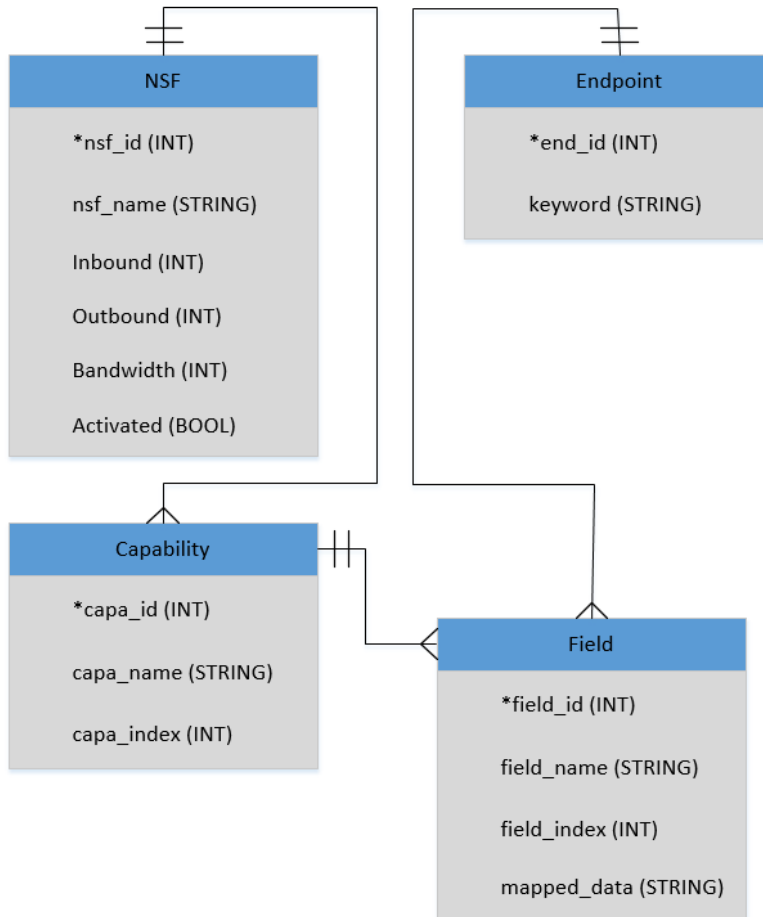 NSF
*nsf_id (INT)
nsf_name (STRING)
Inbound (INT)
Outbound (INT)
Bandwidth (INT)
Activated (BOOL)
Endpoint
*end_id (INT)
keyword (STRING)
Capability
*capa_id (INT)
capa_name (STRING)
capa_index (INT)
Field
*field_id (INT)
field_name (STRING)
field_index (INT)
mapped_data (STRING)